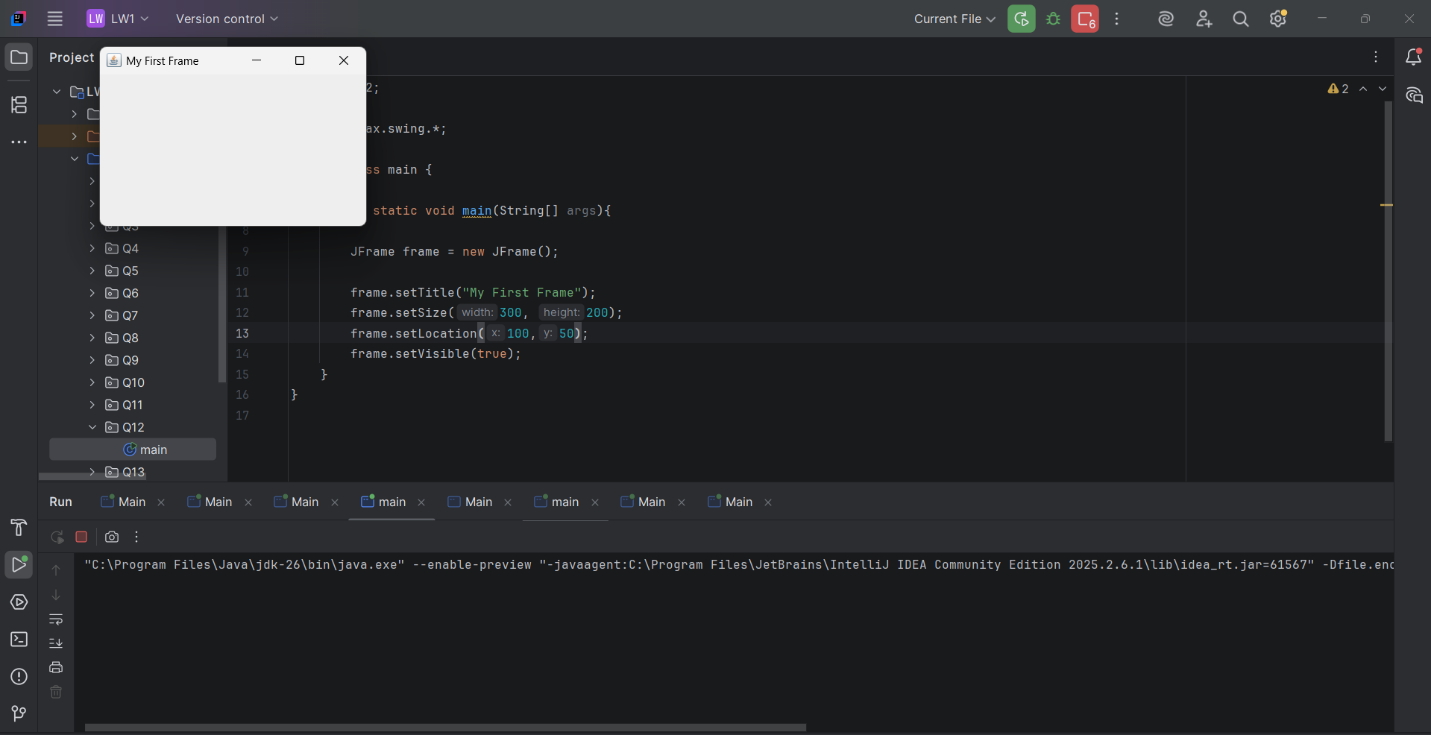 LW LW1 Version control Current File 6
Project
My First Frame
LW
2;
2
ax.swing.*;
ss main {
static void main(String[] args){
8
9 JFrame frame = new JFrame();
10
11 frame.setTitle("My First Frame");
12 frame.setSize( width: 300, height: 200);
13 frame.setLocation( x: 100, y: 50);
14 frame.setVisible(true);
15 }
16 }
17
Q3
Q4
Q5
Q6
Q7
Q8
Q9
Q10
Q11
Q12
main
Q13
Run Main Main Main main Main main Main Main
"C:\Program Files\Java\jdk-26\bin\java.exe" --enable-preview "-javaagent:C:\Program Files\JetBrains\IntelliJ IDEA Community Edition 2025.2.6.1\lib\idea_rt.jar=61567" -Dfile.enc